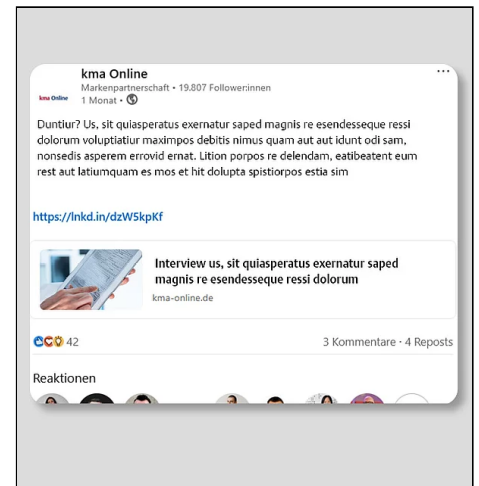 kma Online
Markenpartnerschaft • 19.807 Follower:innen
kma Online
1 Monat •
Duntiur? Us, sit quiasperatus exernatur saped magnis re esendesseque ressi
dolorum voluptiatiur maximpos debitis nimus quam aut aut idunt odi sam,
nonsedis asperem errovid ernat. Lition porpos re delendam, eatibeatent eum
rest aut latiumquam es mos et hit dolupta spistiorpos estia sim
https://lnkd.in/dzW5kpKf
Interview us, sit quiasperatus exernatur saped
magnis re esendesseque ressi dolorum
kma-online.de
42
3 Kommentare · 4 Reposts
Reaktionen